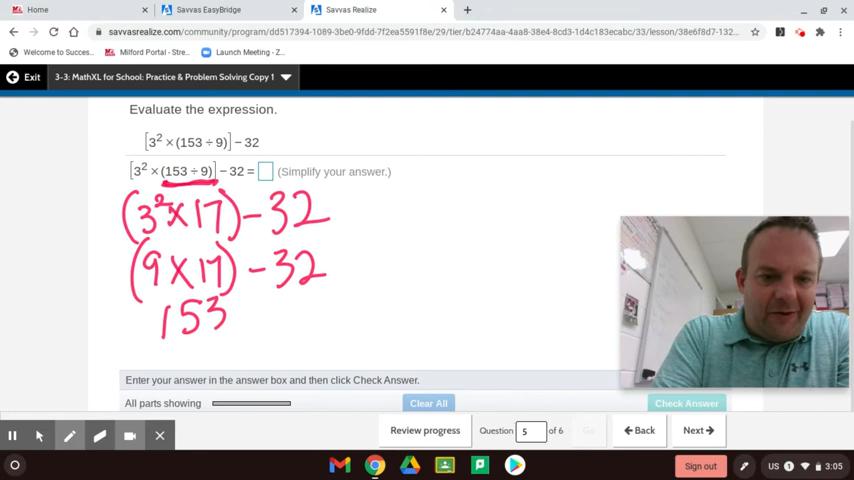 Home
Savvas EasyBridge
Savvas Realize
savvasrealize.com/community/program/dd517394-1089-3be0-9fdd-7f2ea5591f8e/29/tier/b24774aa-4aa8-38e4-8cd3-1d4c183ecabc/33/lesson/38e6f8d7-132...
Welcome to Succes...
Milford Portal - Stre...
Launch Meeting - Z...
Exit
3-3: MathXL for School: Practice & Problem Solving Copy 1
Evaluate the expression.
[3² × (153 ÷ 9)] − 32
[3² × (153 ÷ 9)] − 32 = (Simplify your answer.)
(3² × 17) − 32
(9 × 17) − 32
153
Enter your answer in the answer box and then click Check Answer.
All parts showing
Clear All
Check Answer
Review progress
Question 5 of 6
Go
Back
Next
Sign out
US
1
3:05